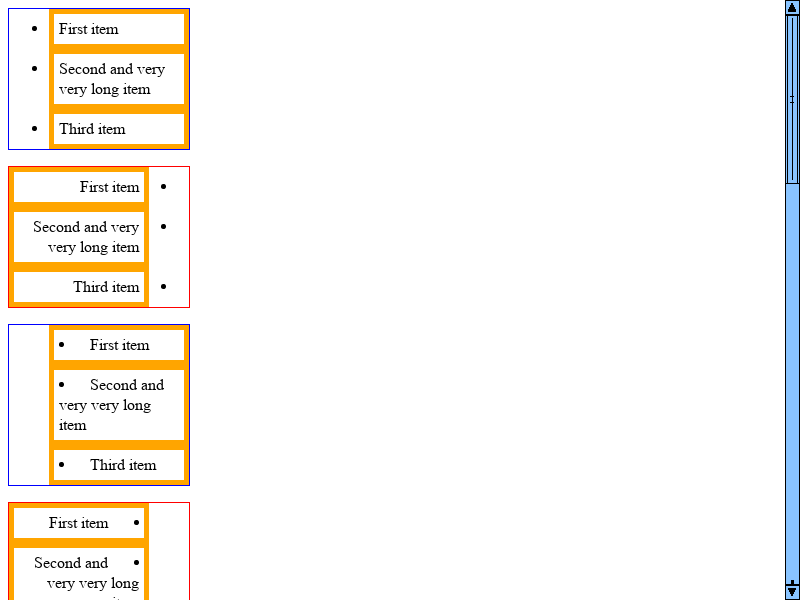 • First item
• Second and very
very long item
• Third item
First item •
Second and very •
very long item
Third item •
• First item
• Second and
very very long
item
• Third item
First item •
Second and •
very very long
item